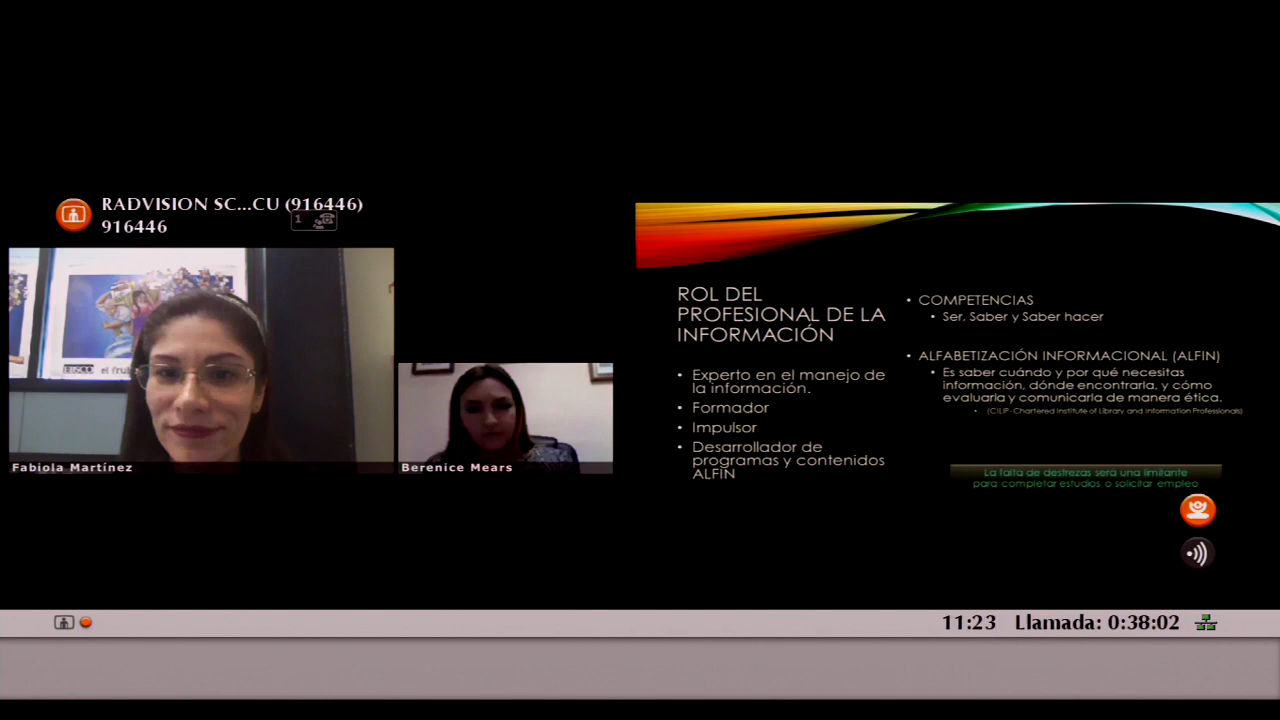 RADVISION SC...CU (916446)
916446
1
EBSCO
Fabiola Martínez
Berenice Mears
ROL DEL
PROFESIONAL DE LA
INFORMACIÓN
• Experto en el manejo de
la información.
• Formador
• Impulsor
• Desarrollador de
programas y contenidos
ALFIN
• COMPETENCIAS
• Ser, Saber y Saber hacer
• ALFABETIZACIÓN INFORMACIONAL (ALFIN)
• Es saber cuándo y por qué necesitas
información, dónde encontrarla, y cómo
evaluarla y comunicarla de manera ética.
• (CILIP- Chartered Institute of Library and Information Professionals)
La falta de destrezas será una limitante
para completar estudios o solicitar empleo
11:23 Llamada: 0:38:02